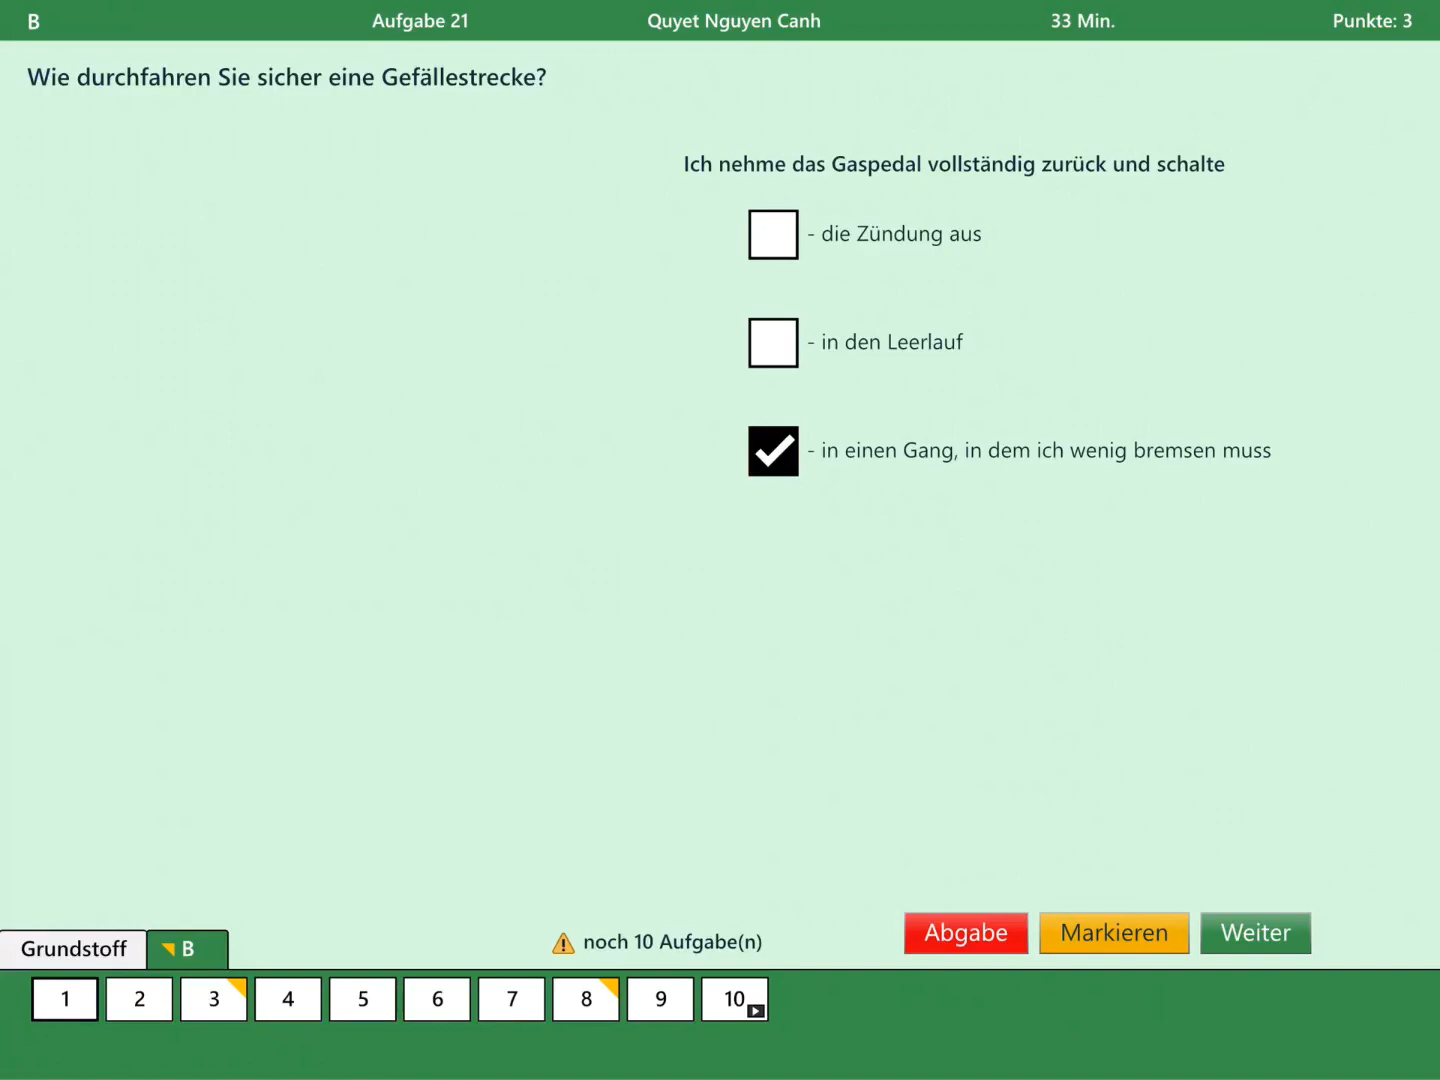 B Aufgabe 21 Quyet Nguyen Canh 33 Min. Punkte: 3
Wie durchfahren Sie sicher eine Gefällestrecke?
Ich nehme das Gaspedal vollständig zurück und schalte
- die Zündung aus
- in den Leerlauf
- in einen Gang, in dem ich wenig bremsen muss
Grundstoff B noch 10 Aufgabe(n) Abgabe Markieren Weiter
1 2 3 4 5 6 7 8 9 10